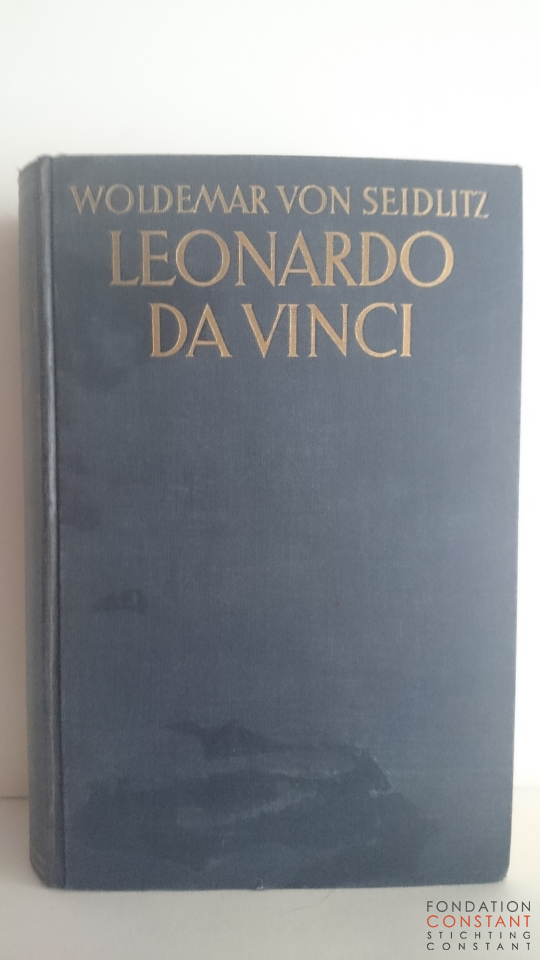 WOLDEMAR VON SEIDLITZ
LEONARDO
DA VINCI
FONDATION
CONSTANT
STICHTING
CONSTANT